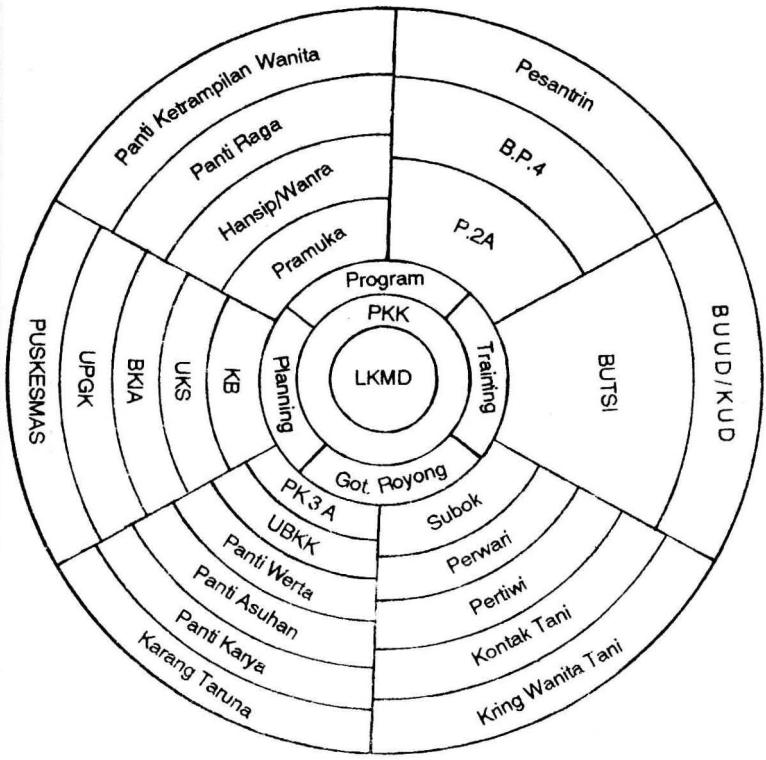 Panti Ketrampilan Wanita
Panti Raga
Hansip/Wanra
Pramuka
Pesantrin
B.P.4
P.2A
BUUD/KUD
BUTSI
Program
PKK
LKMD
Planning
Training
Got. Royong
PUSKESMAS
UPGK
BKIA
UKS
KB
PK3A
UBKK
Panti Werta
Panti Asuhan
Panti Karya
Karang Taruna
Subok
Perwari
Pertiwi
Kontak Tani
Kring Wanita Tani